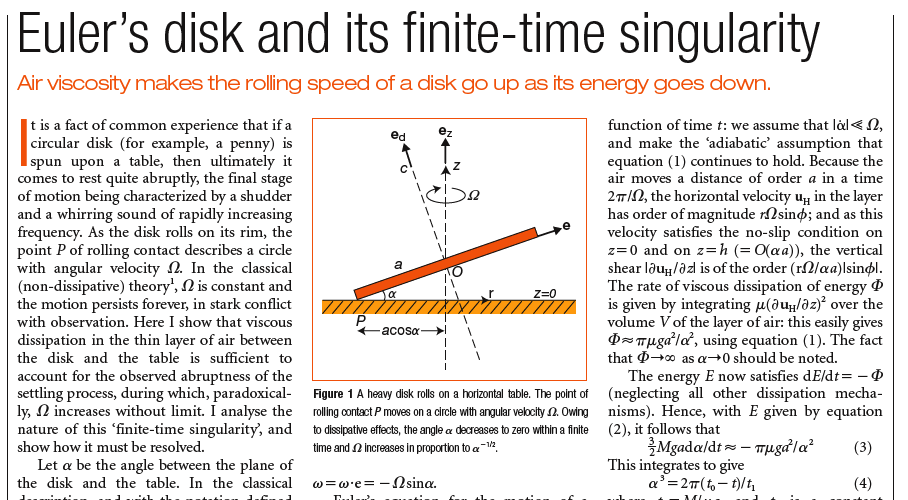 Euler's disk and its finite-time singularity
Air viscosity makes the rolling speed of a disk go up as its energy goes down.
It is a fact of common experience that if a
circular disk (for example, a penny) is
spun upon a table, then ultimately it
comes to rest quite abruptly, the final stage
of motion being characterized by a shudder
and a whirring sound of rapidly increasing
frequency. As the disk rolls on its rim, the
point P of rolling contact describes a circle
with angular velocity Ω. In the classical
(non-dissipative) theory¹, Ω is constant and
the motion persists forever, in stark conflict
with observation. Here I show that viscous
dissipation in the thin layer of air between
the disk and the table is sufficient to
account for the observed abruptness of the
settling process, during which, paradoxical-
ly, Ω increases without limit. I analyse the
nature of this 'finite-time singularity', and
show how it must be resolved.
Let α be the angle between the plane of
the disk and the table. In the classical
description, and with the notation defined
e_d
e_z
c
z
Ω
e
a
O
α
r
z=0
P
acosα
Figure 1 A heavy disk rolls on a horizontal table. The point of
rolling contact P moves on a circle with angular velocity Ω. Owing
to dissipative effects, the angle α decreases to zero within a finite
time and Ω increases in proportion to α⁻¹/².
ω=ω·e=−Ωsinα.
Euler's equation for the motion of a
function of time t: we assume that |α̇|≪Ω,
and make the 'adiabatic' assumption that
equation (1) continues to hold. Because the
air moves a distance of order a in a time
2π/Ω, the horizontal velocity u_H in the layer
has order of magnitude rΩsinϕ; and as this
velocity satisfies the no-slip condition on
z=0 and on z=h (=O(αa)), the vertical
shear |∂u_H/∂z| is of the order (rΩ/αa)|sinϕ|.
The rate of viscous dissipation of energy Φ
is given by integrating μ(∂u_H/∂z)² over the
volume V of the layer of air: this easily gives
Φ≈πμga²/α², using equation (1). The fact
that Φ→∞ as α→0 should be noted.
The energy E now satisfies dE/dt=−Φ
(neglecting all other dissipation mecha-
nisms). Hence, with E given by equation
(2), it follows that
3/2Mgadα/dt≈−πμga²/α² (3)
This integrates to give
α³=2π(t₀−t)/t₁ (4)